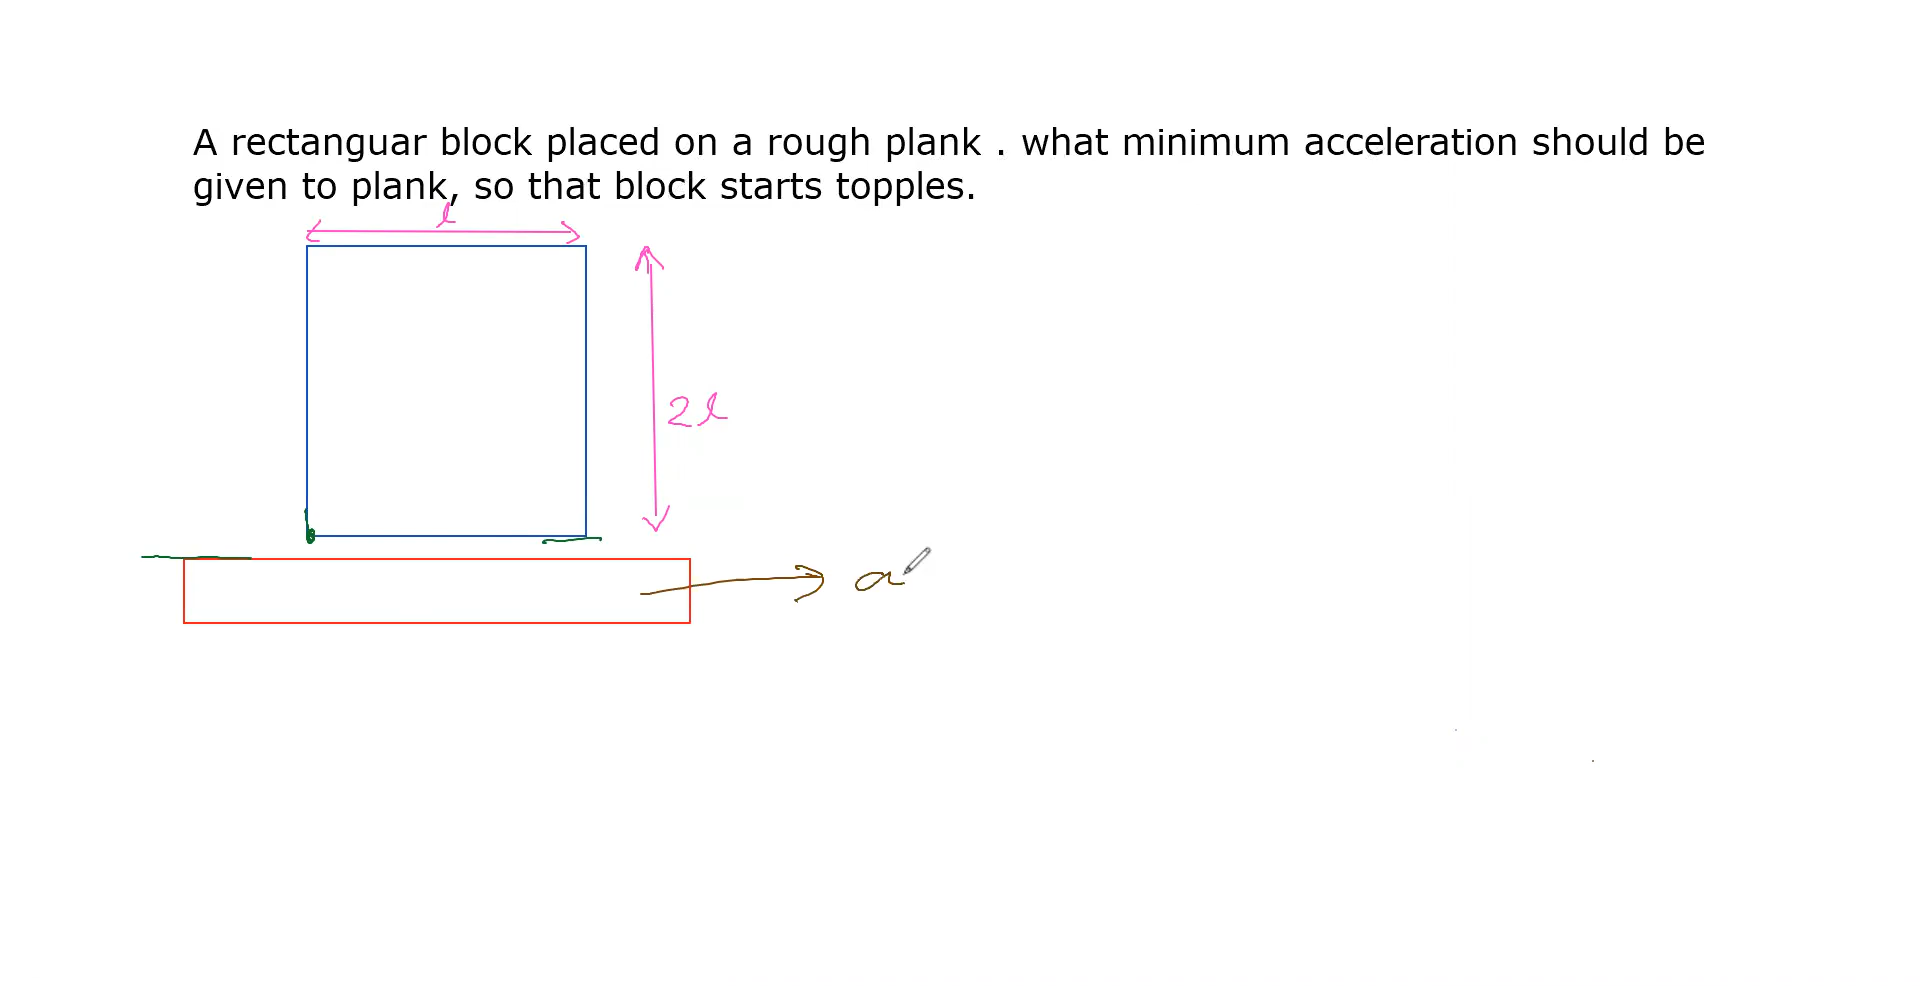 A rectanguar block placed on a rough plank . what minimum acceleration should be
given to plank, so that block starts topples.
l
2l
a